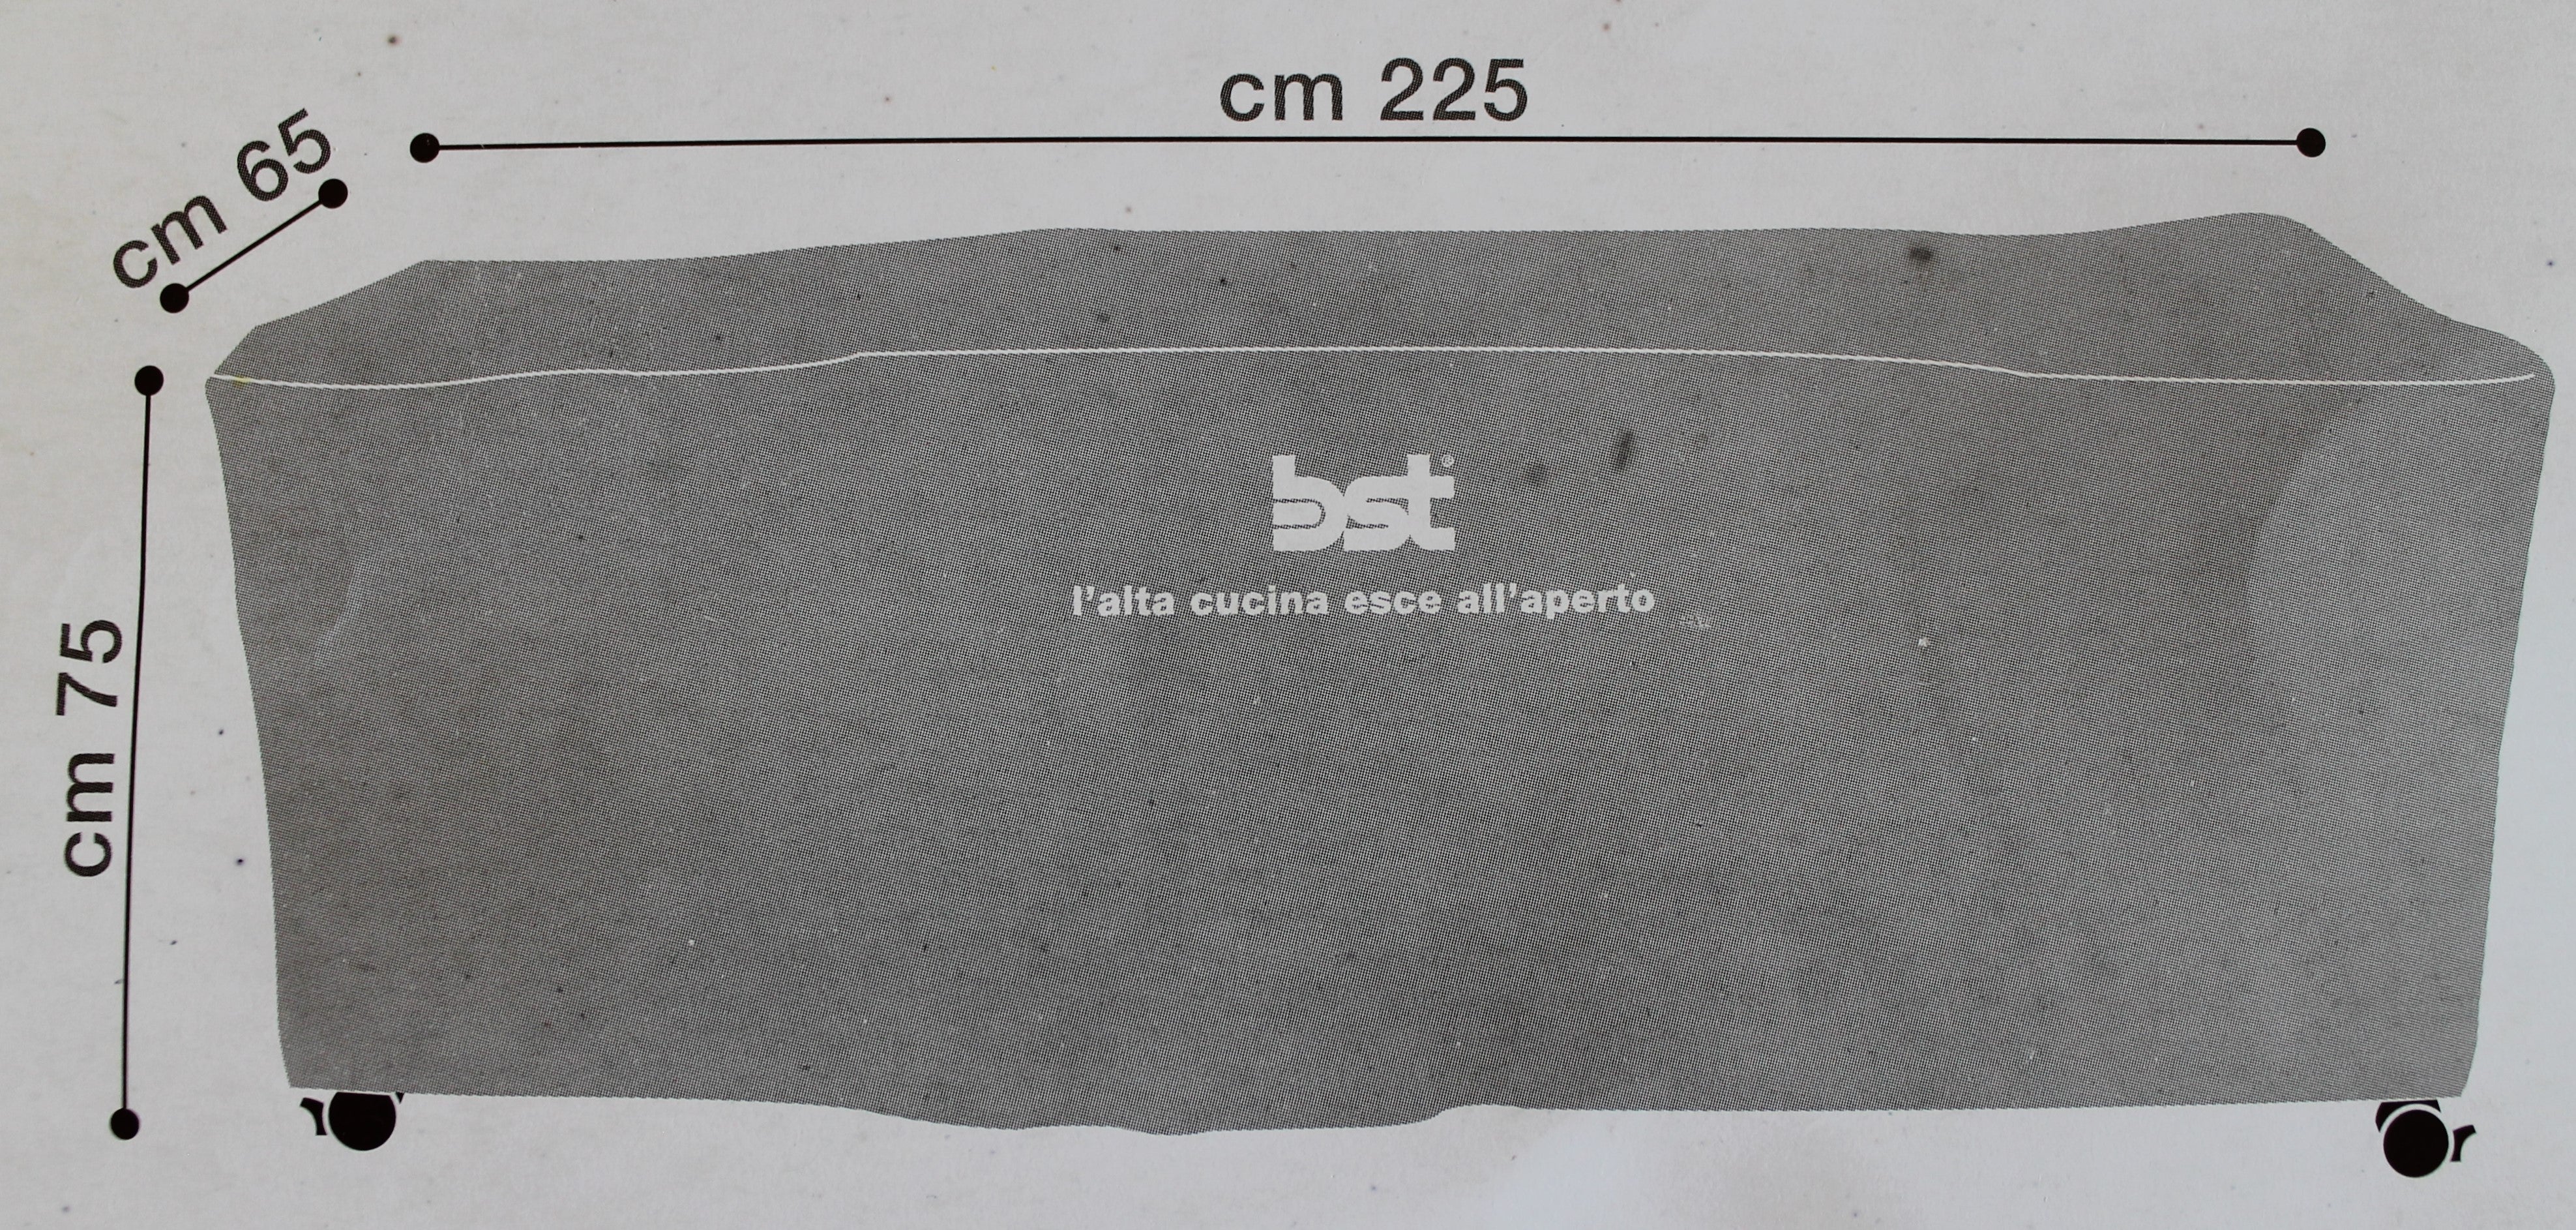 cm 225
cm 65
cm 75
bst®
l'alta cucina esce all'aperto